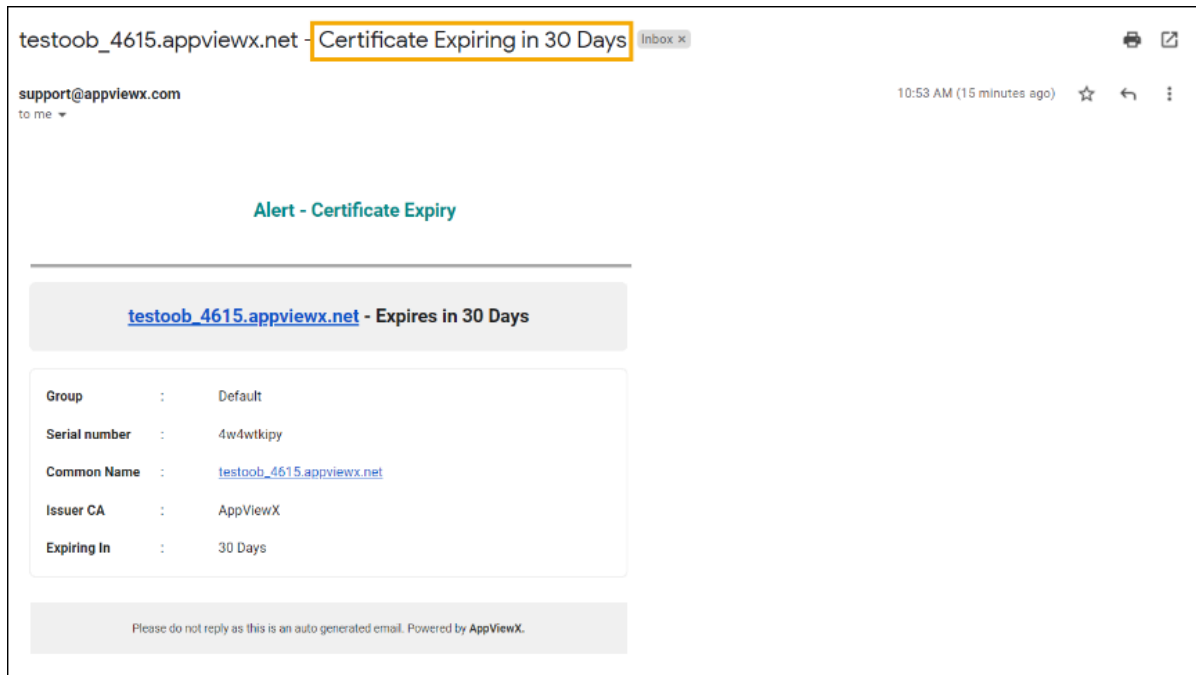 testoob_4615.appviewx.net - Certificate Expiring in 30 Days Inbox ×
support@appviewx.com 10:53 AM (15 minutes ago)
to me
Alert - Certificate Expiry
testoob_4615.appviewx.net - Expires in 30 Days
Group : Default
Serial number : 4w4wtkipy
Common Name : testoob_4615.appviewx.net
Issuer CA : AppViewX
Expiring In : 30 Days
Please do not reply as this is an auto generated email. Powered by AppViewX.